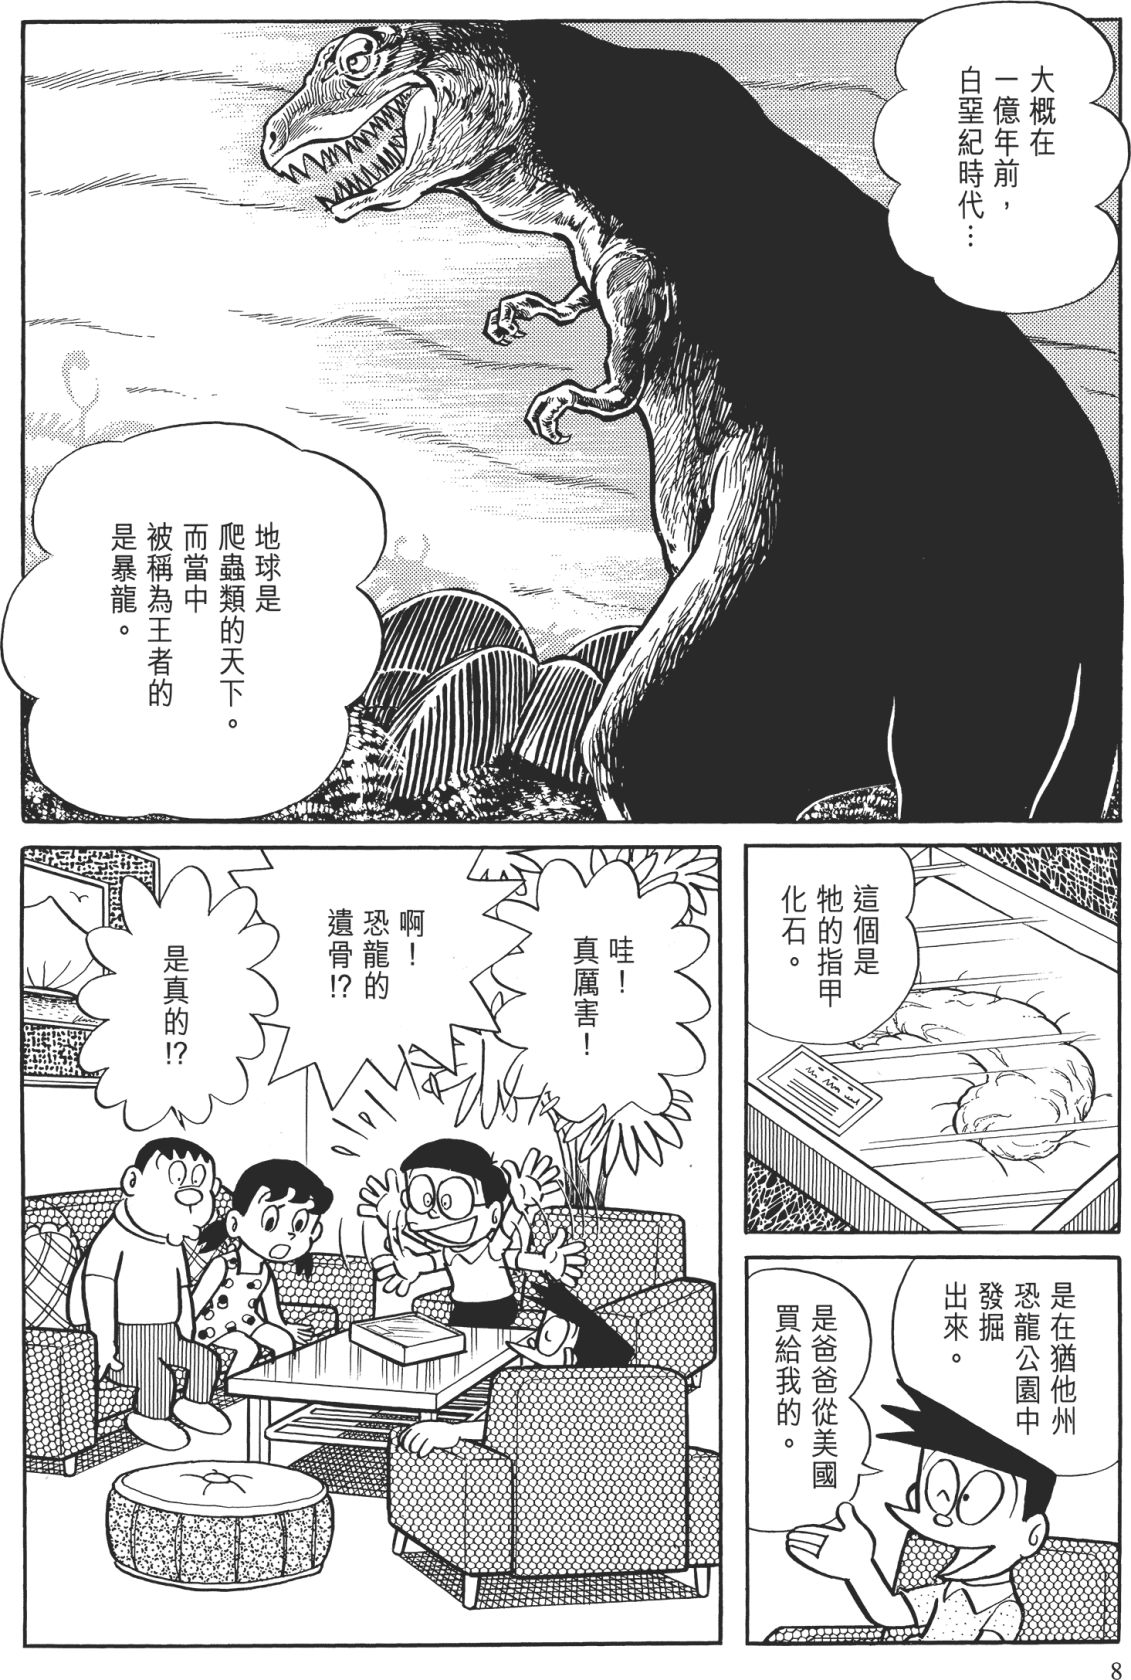 大概在
一億年前，
白堊紀時代…
地球是
爬蟲類的天下。
而當中
被稱為王者的
是暴龍。
這個是
牠的指甲
化石。
是在猶他州
恐龍公園中
發掘
出來。
是爸爸從美國
買給我的。
哇！
真厲害！
啊！
恐龍的
遺骨!?
是真的!?
8